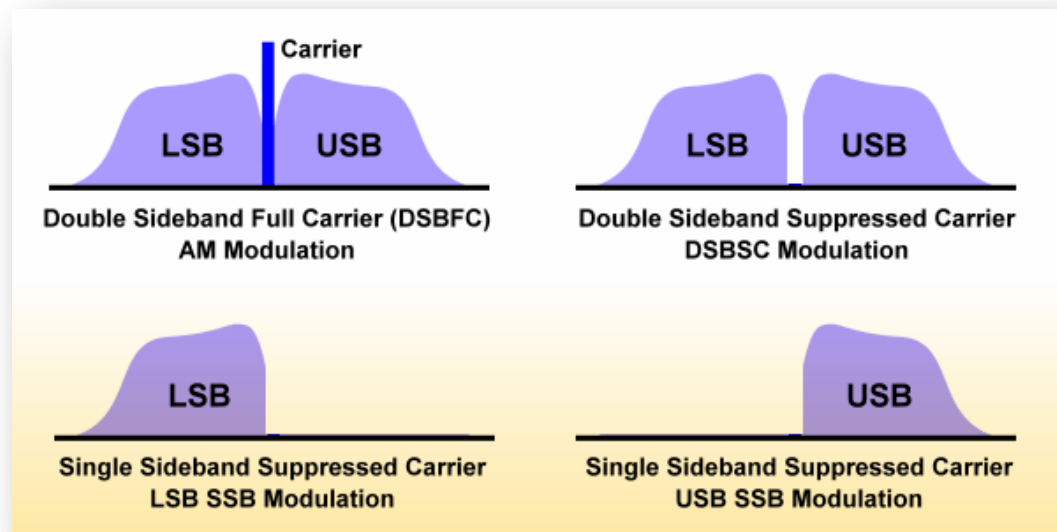 Carrier
LSB
USB
LSB
USB
Double Sideband Full Carrier (DSBFC)
AM Modulation
Double Sideband Suppressed Carrier
DSBSC Modulation
LSB
USB
Single Sideband Suppressed Carrier
LSB SSB Modulation
Single Sideband Suppressed Carrier
USB SSB Modulation